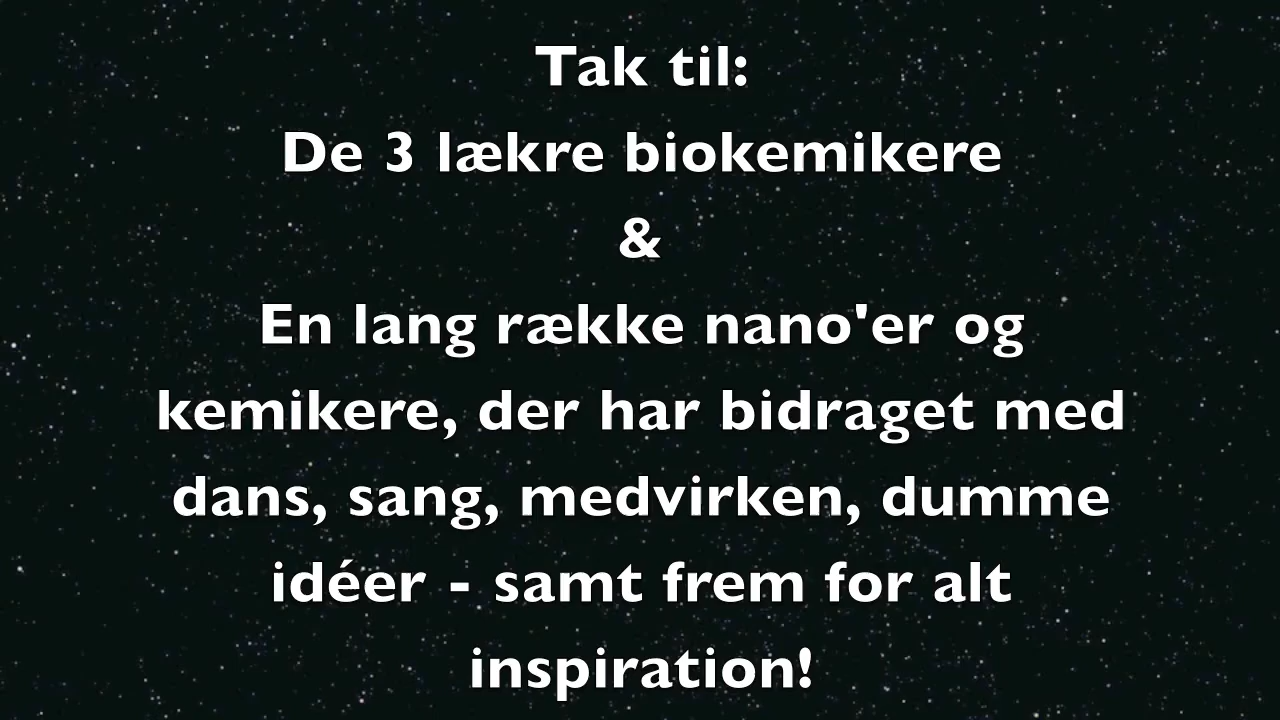 Tak til:
De 3 lækre biokemikere
&
En lang række nano'er og
kemikere, der har bidraget med
dans, sang, medvirken, dumme
idéer - samt frem for alt
inspiration!